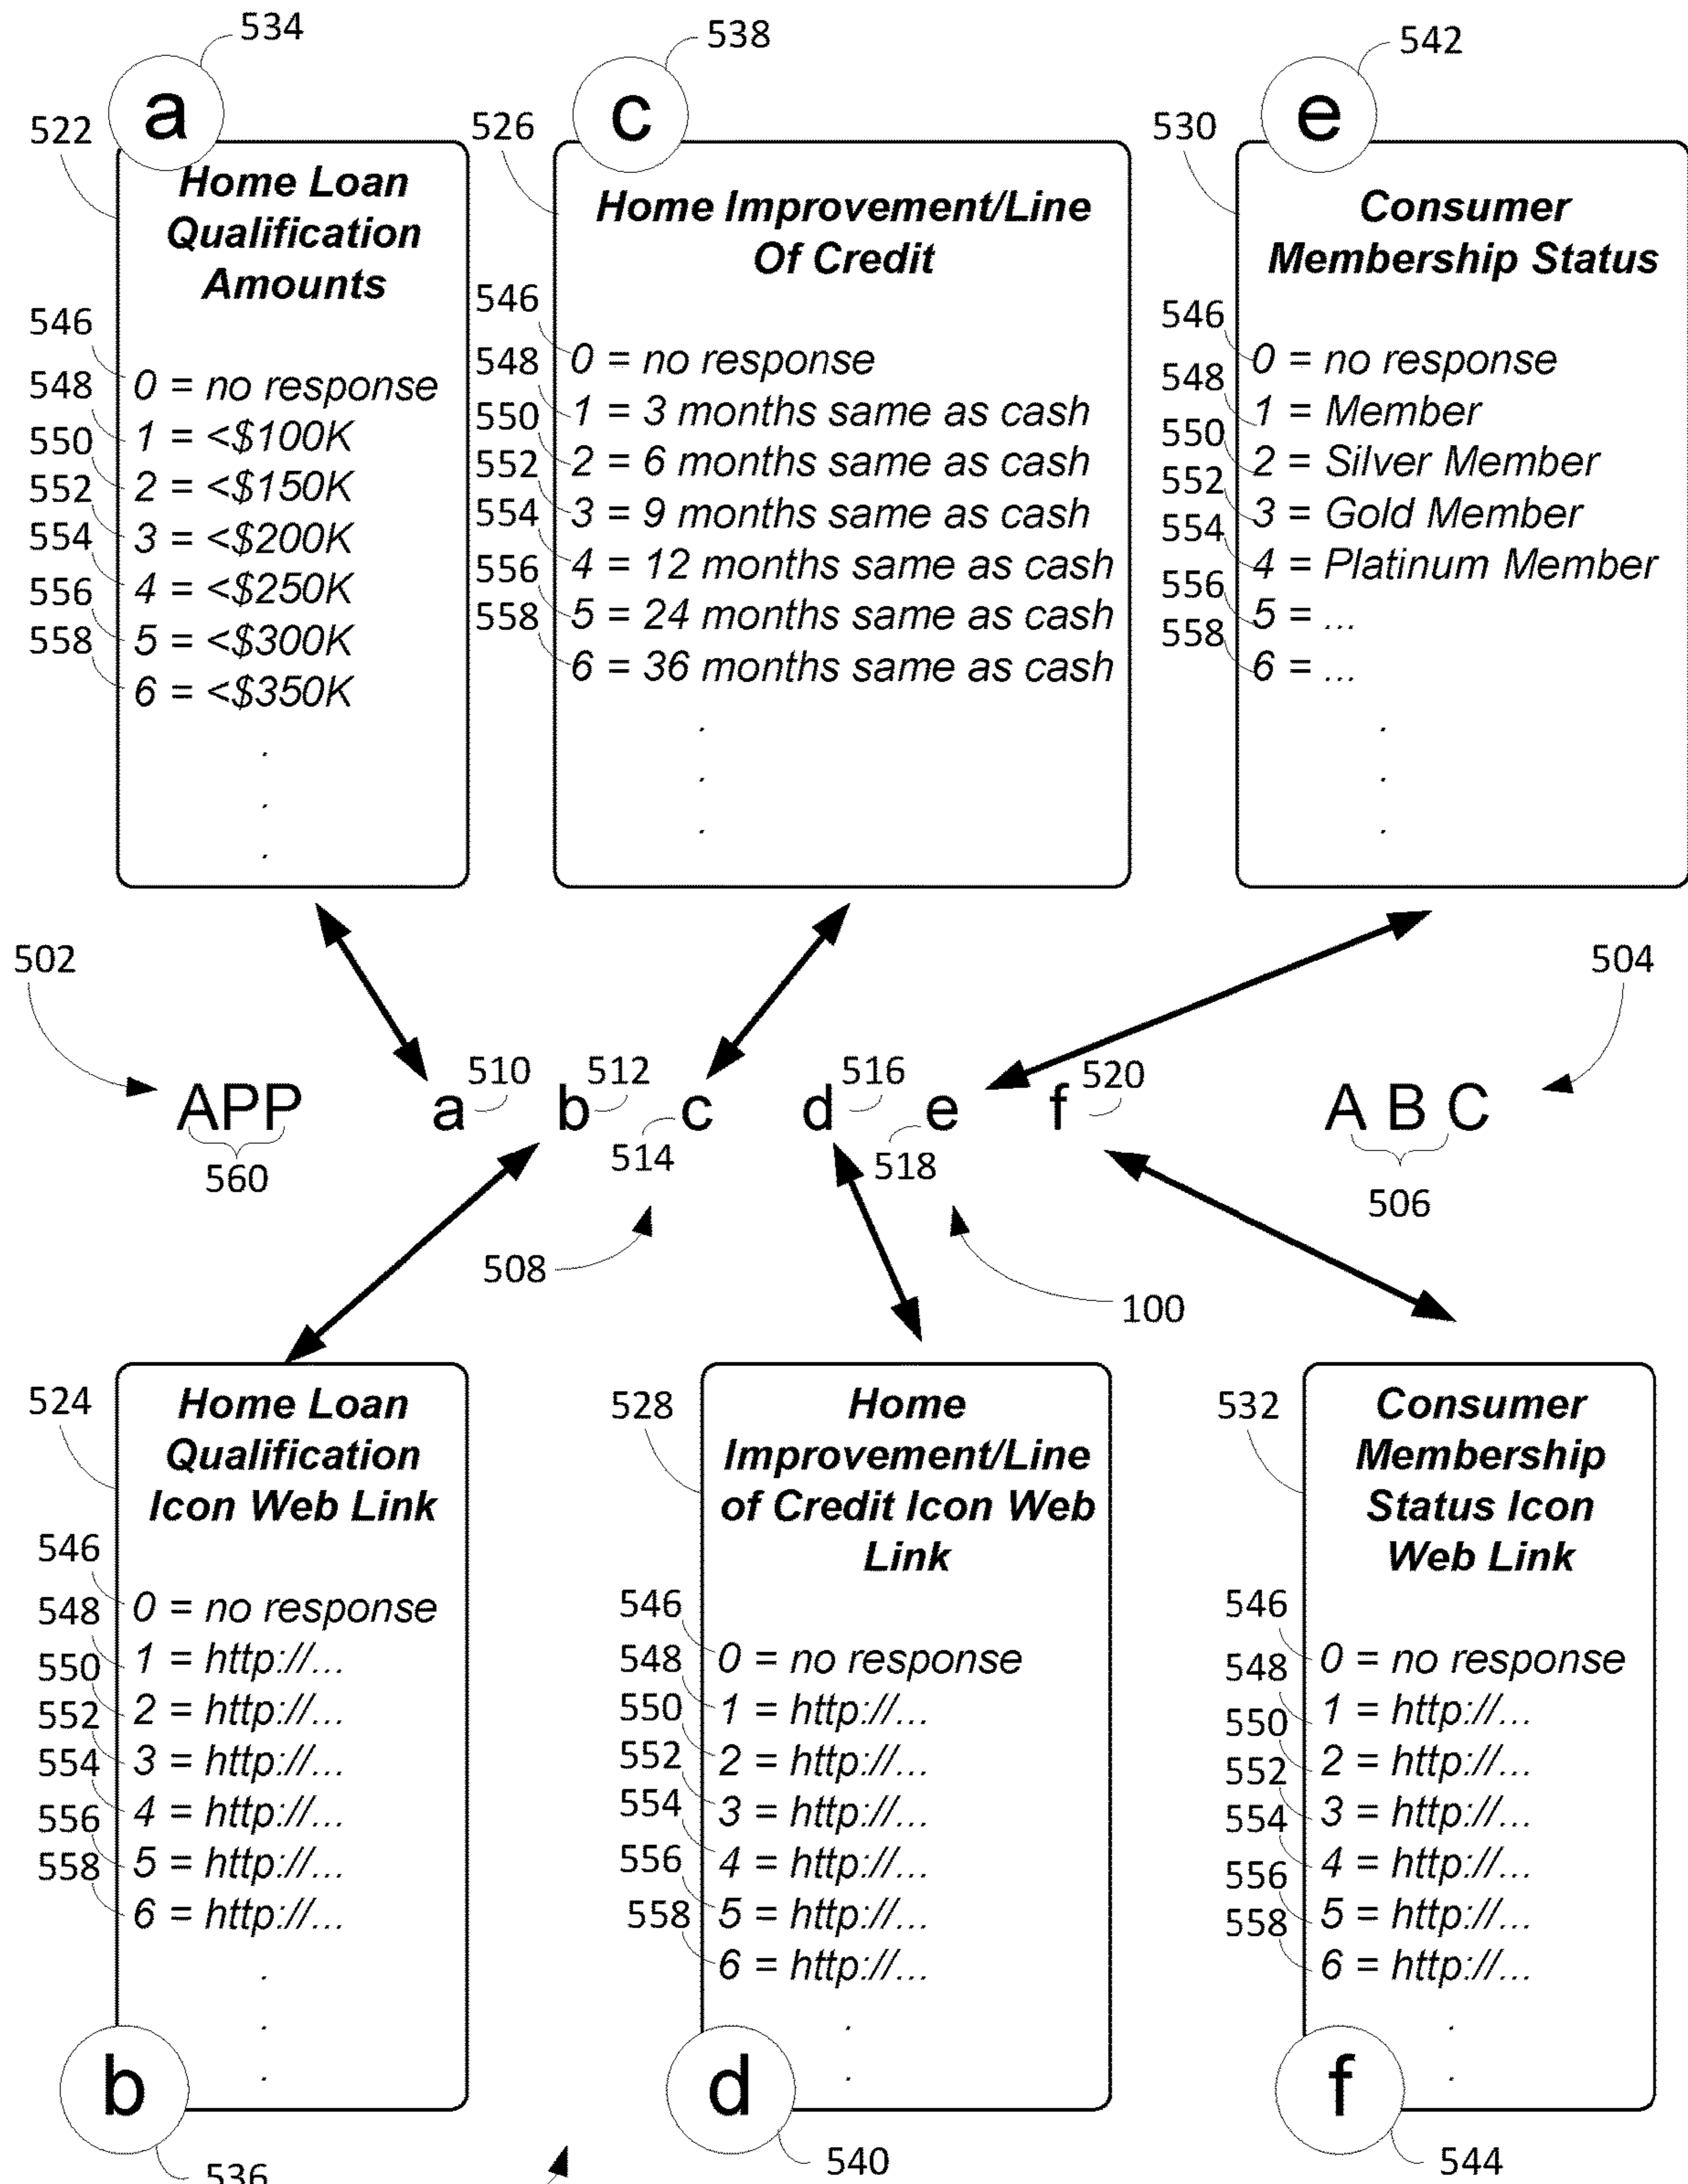 534
538
542
a
c
e
522
526
530
Home Loan
Qualification
Amounts
546
548
550
552
554
556
558
0 = no response
1 = <$100K
2 = <$150K
3 = <$200K
4 = <$250K
5 = <$300K
6 = <$350K
.
.
.
Home Improvement/Line
Of Credit
546
548
550
552
554
556
558
0 = no response
1 = 3 months same as cash
2 = 6 months same as cash
3 = 9 months same as cash
4 = 12 months same as cash
5 = 24 months same as cash
6 = 36 months same as cash
.
.
.
Consumer
Membership Status
546
548
550
552
554
556
558
0 = no response
1 = Member
2 = Silver Member
3 = Gold Member
4 = Platinum Member
5 = ...
6 = ...
.
.
.
502
504
510
512
516
520
APP a b c d e f A B C
560
514
518
506
508
100
524
Home Loan
Qualification
Icon Web Link
546
548
550
552
554
556
558
0 = no response
1 = http://...
2 = http://...
3 = http://...
4 = http://...
5 = http://...
6 = http://...
.
.
.
b
536
528
Home
Improvement/Line
of Credit Icon Web
Link
546
548
550
552
554
556
558
0 = no response
1 = http://...
2 = http://...
3 = http://...
4 = http://...
5 = http://...
6 = http://...
.
.
d
540
532
Consumer
Membership
Status Icon
Web Link
546
548
550
552
554
556
558
0 = no response
1 = http://...
2 = http://...
3 = http://...
4 = http://...
5 = http://...
6 = http://...
.
.
f
544